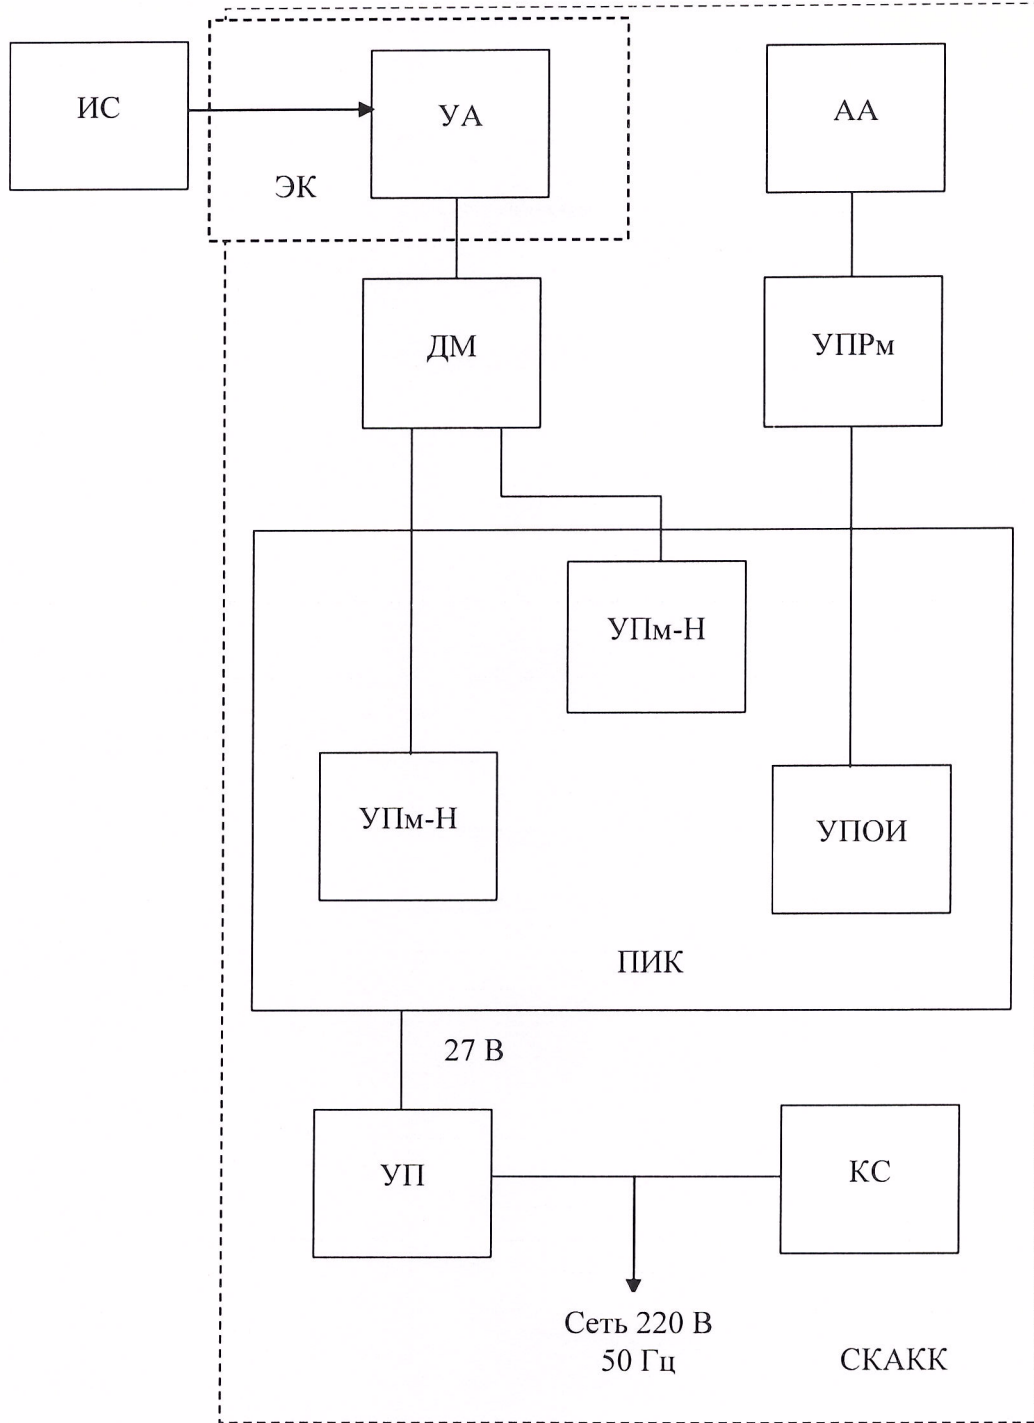 ИС
УА
АА
ЭК
ДМ
УПРм
УПм-Н
УПм-Н
УПОИ
ПИК
27 В
УП
КС
Сеть 220 В
50 Гц
СКАКК